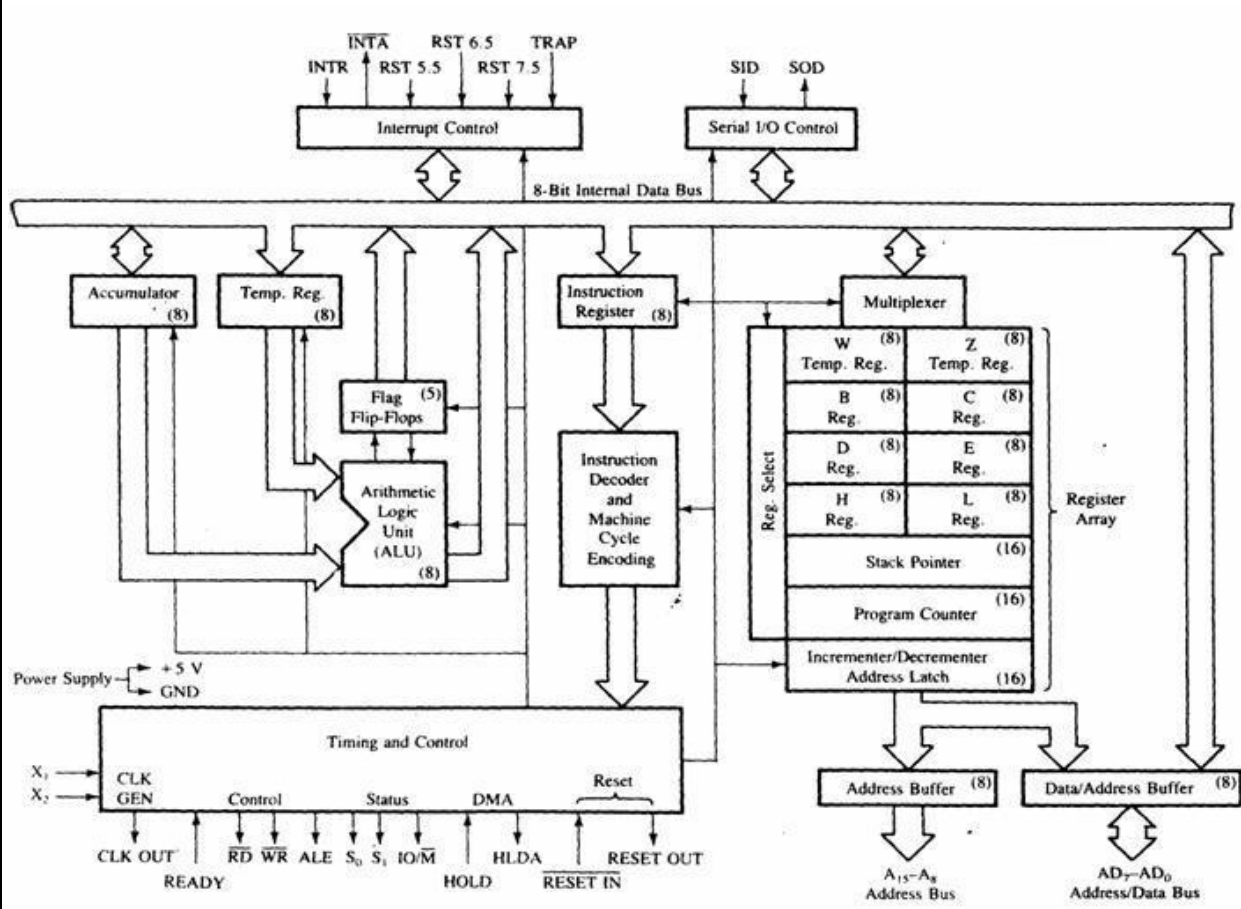 INTA
RST 6.5
TRAP
INTR
RST 5.5
RST 7.5
SID
SOD
Interrupt Control
Serial I/O Control
8-Bit Internal Data Bus
Accumulator
(8)
Temp. Reg.
(8)
Instruction
Register
(8)
Multiplexer
Flag
(5)
Flip-Flops
Arithmetic
Logic
Unit
(ALU)
(8)
Instruction
Decoder
and
Machine
Cycle
Encoding
Reg. Select
W (8)
Temp. Reg.
Z (8)
Temp. Reg.
B (8)
Reg.
C (8)
Reg.
D (8)
Reg.
E (8)
Reg.
H (8)
Reg.
L (8)
Reg.
(16)
Stack Pointer
(16)
Program Counter
Incrementer/Decrementer
Address Latch (16)
Register
Array
Power Supply
+5 V
GND
Timing and Control
X₁
X₂
CLK
GEN
Control
Status
DMA
Reset
CLK OUT
READY
RD
WR
ALE
S₀
S₁
IO/M
HOLD
HLDA
RESET IN
RESET OUT
Address Buffer (8)
Data/Address Buffer (8)
A₁₅–A₈
Address Bus
AD₇–AD₀
Address/Data Bus